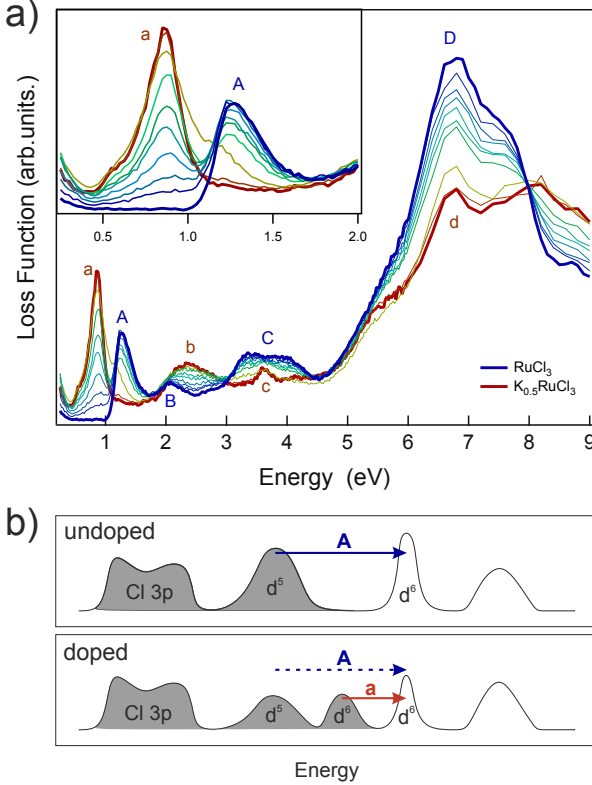 a)
Loss Function (arb.units.)
a
A
0.5
1.0
1.5
2.0
D
d
a
A
b
B
C
c
RuCl₃
K₀.₅RuCl₃
1
2
3
4
5
6
7
8
9
Energy (eV)
b)
undoped
A
Cl 3p
d⁵
d⁶
doped
A
a
Cl 3p
d⁵
d⁶
d⁶
Energy